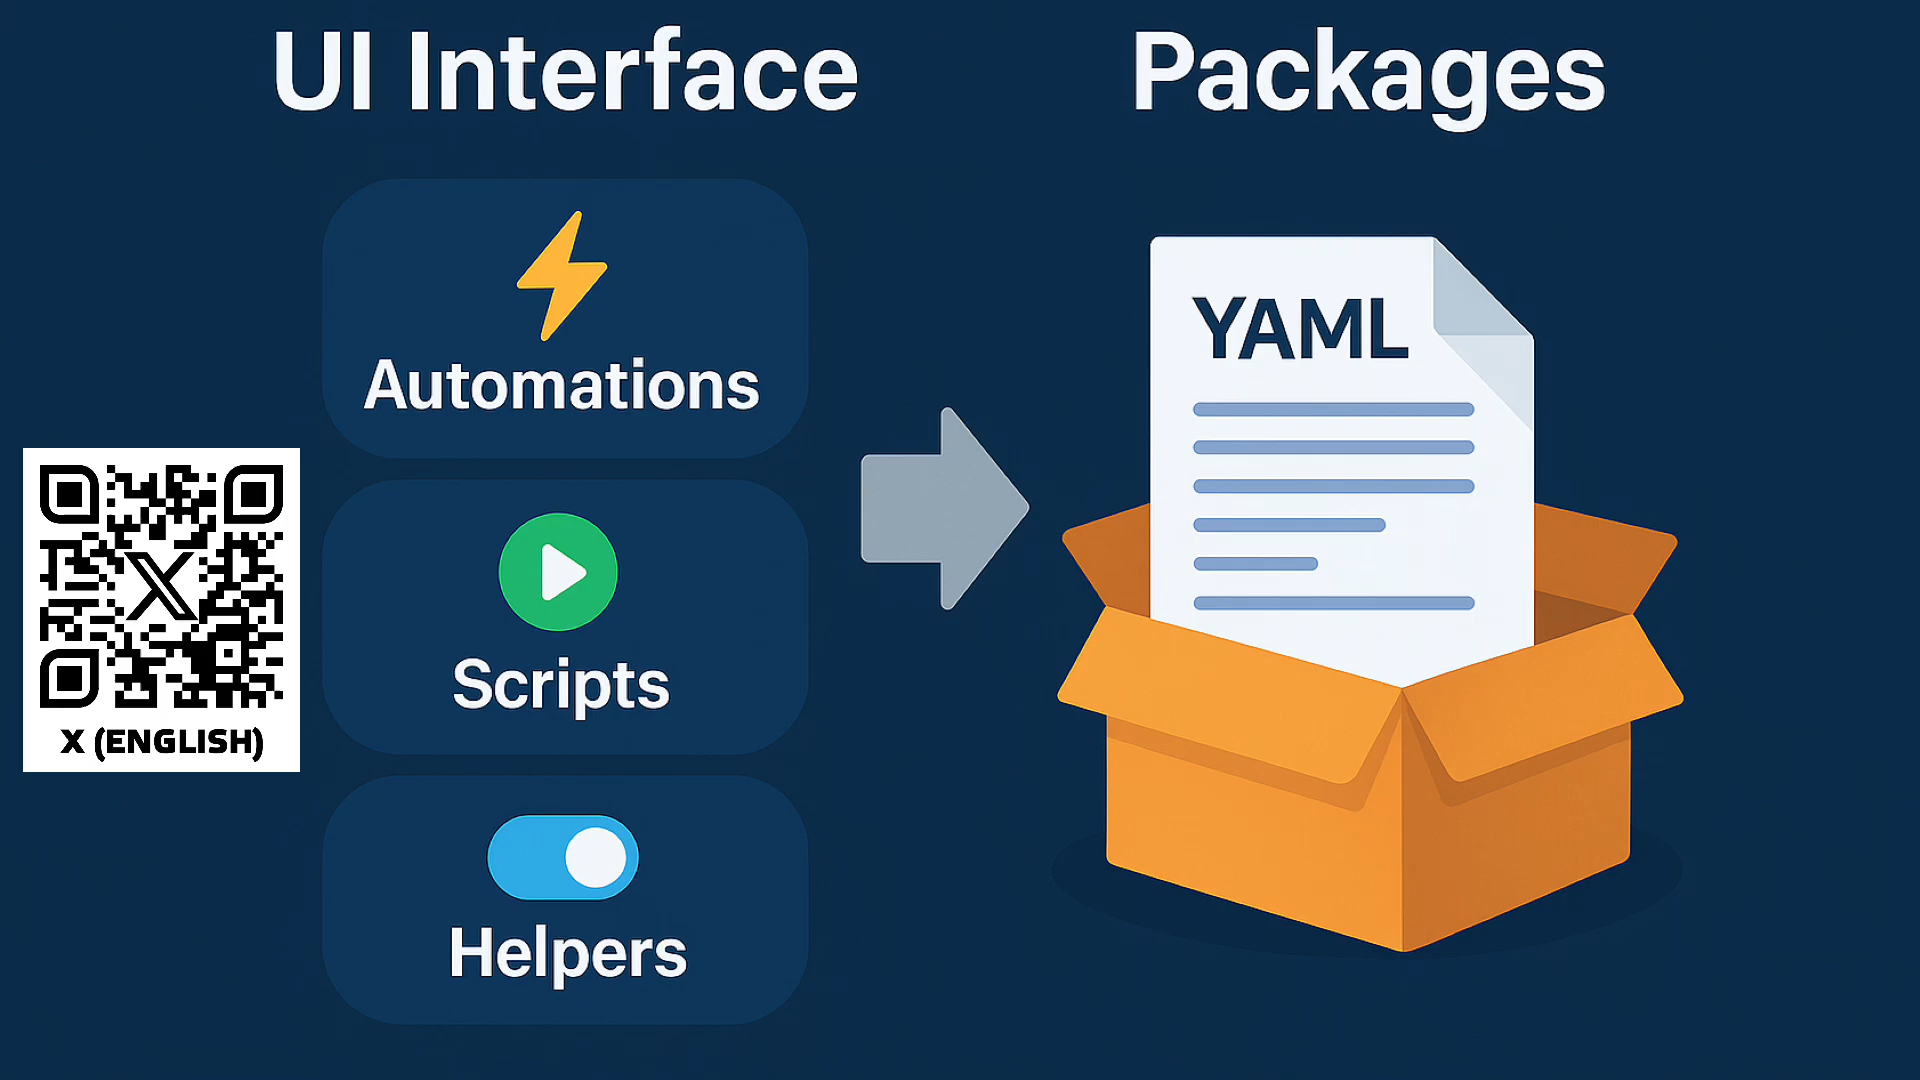 UI Interface
Packages
Automations
Scripts
Helpers
YAML
X (ENGLISH)